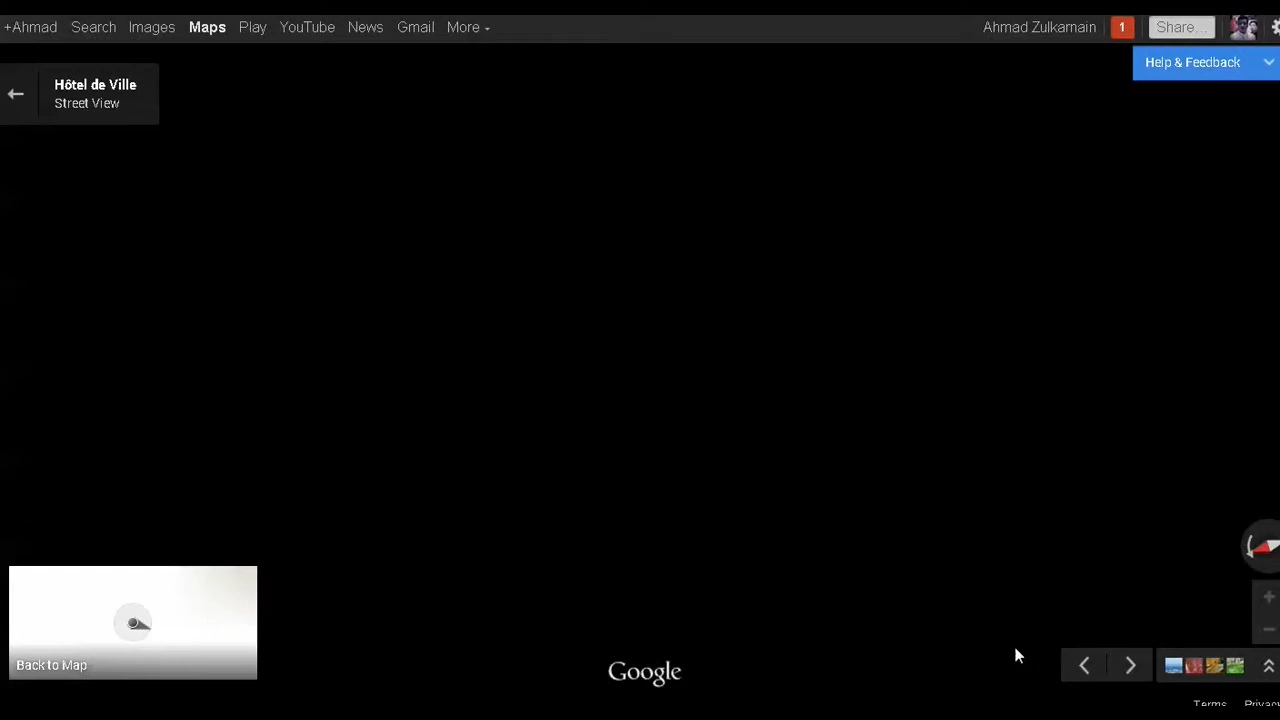 +Ahmad Search Images Maps Play YouTube News Gmail More Ahmad Zulkarnain 1 Share...
Help & Feedback
Hôtel de Ville
Street View
Back to Map
Google
Terms Privac